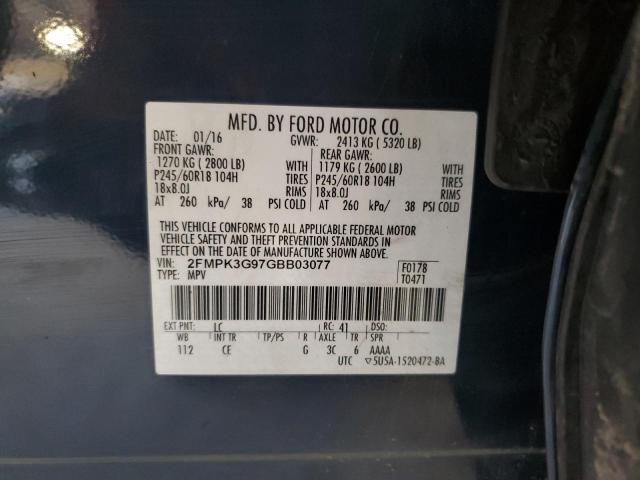 MFD. BY FORD MOTOR CO.
01/16 GVWR: 2413 KG ( 5320 LB)
FRONT GAWR: REAR GAWR:
1270 KG ( 2800 LB) WITH 1179 KG ( 2600 LB) WITH
P245/60R18 104H TIRES P245/60R18 104H TIRES
18x8.0J RIMS 18x8.0J RIMS
AT 260 kPa/ 38 PSI COLD AT 260 kPa/ 38 PSI COLD
THIS VEHICLE CONFORMS TO ALL APPLICABLE FEDERAL MOTOR
VEHICLE SAFETY AND THEFT PREVENTION STANDARDS IN
EFFECT ON THE DATE OF MANUFACTURE SHOWN ABOVE.
VIN: 2FMPK3G97GBB03077 F0178
TYPE: MPV T0471
EXT PNT: LC RC: 41 DSO:
WB INT TR TP/PS R AXLE TR SPR
112 CE G 3C 6 AAAA
UTC ▽5U5A-1520472-BA